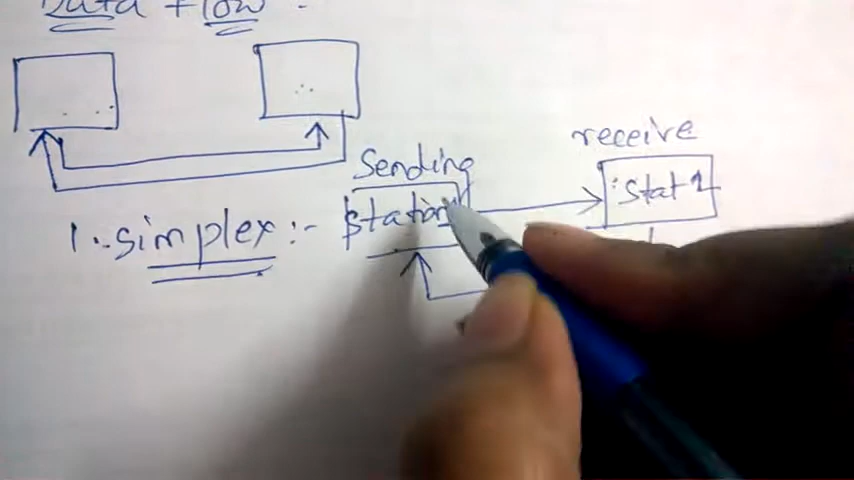 Data flow :-
Sending
receive
1. simplex :- station
stat 1